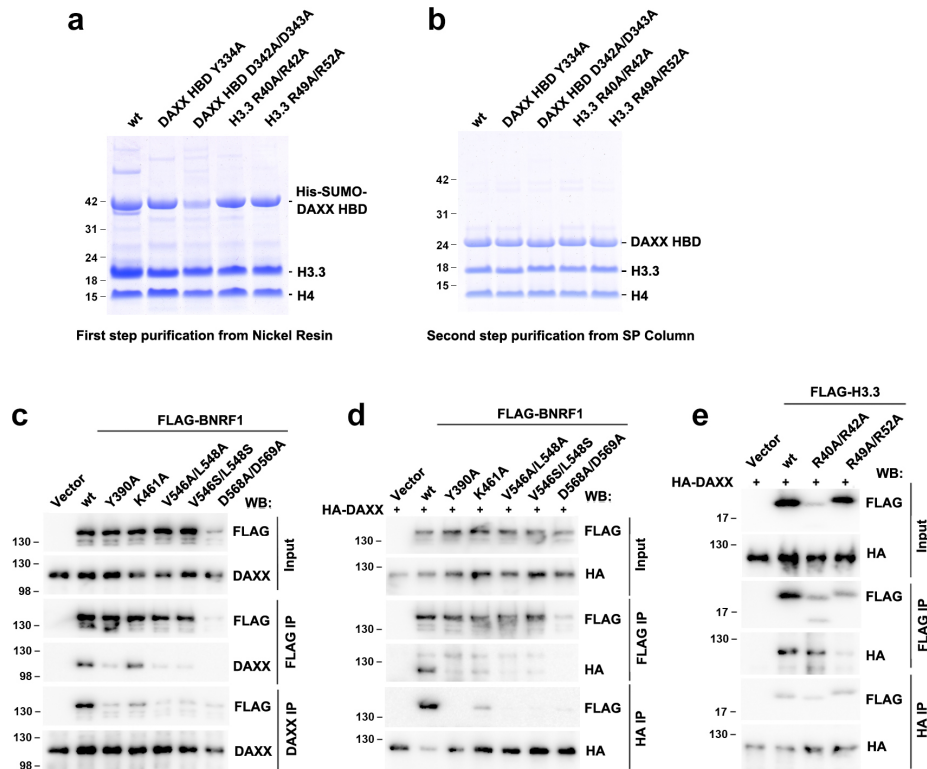 a
wt
DAXX HBD Y334A
DAXX HBD D342A/D343A
H3.3 R40A/R42A
H3.3 R49A/R52A
42
31
24
18
15
His-SUMO-
DAXX HBD
H3.3
H4
First step purification from Nickel Resin
b
wt
DAXX HBD Y334A
DAXX HBD D342A/D343A
H3.3 R40A/R42A
H3.3 R49A/R52A
42
31
24
18
15
DAXX HBD
H3.3
H4
Second step purification from SP Column
c
FLAG-BNRF1
Vector
wt
Y390A
K461A
V546A/L548A
V546S/L548S
D568A/D569A
WB:
130 FLAG
98 DAXX
Input
130 FLAG
98 DAXX
FLAG IP
130 FLAG
130 DAXX
98
DAXX IP
d
FLAG-BNRF1
Vector
wt
Y390A
K461A
V546A/L548A
V546S/L548S
D568A/D569A
WB:
HA-DAXX + + + + + + +
130 FLAG
HA
Input
130 FLAG
130 HA
FLAG IP
130 FLAG
130 HA
HA IP
e
FLAG-H3.3
Vector
wt
R40A/R42A
R49A/R52A
WB:
HA-DAXX + + + +
17 FLAG
130 HA
Input
17 FLAG
130 HA
FLAG IP
17 FLAG
130 HA
HA IP